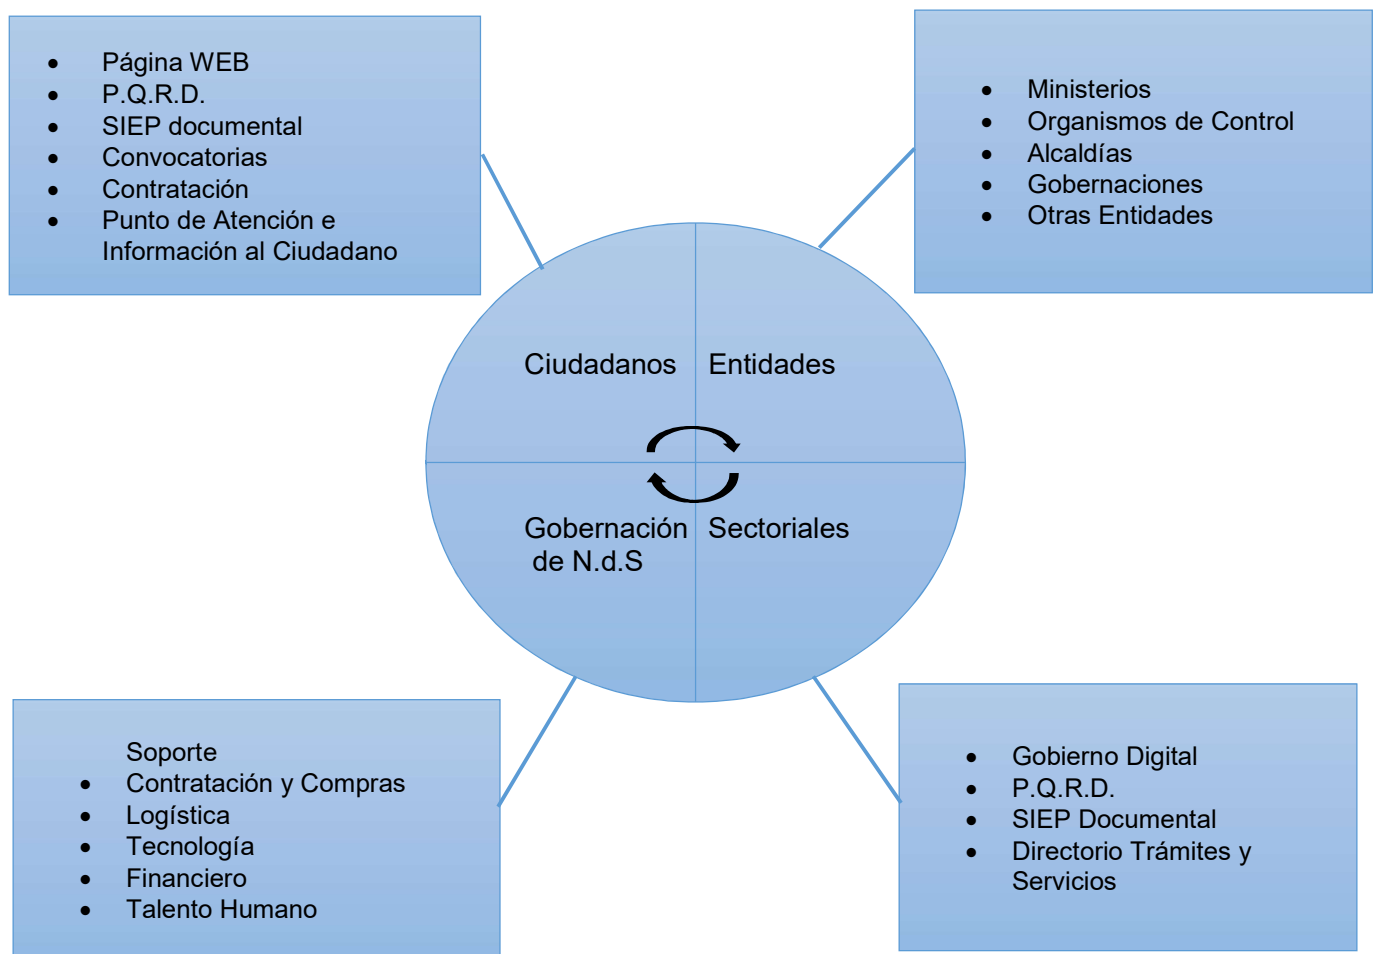 • Página WEB
• P.Q.R.D.
• SIEP documental
• Convocatorias
• Contratación
• Punto de Atención e
Información al Ciudadano
• Ministerios
• Organismos de Control
• Alcaldías
• Gobernaciones
• Otras Entidades
Ciudadanos
Entidades
Gobernación
de N.d.S
Sectoriales
Soporte
• Contratación y Compras
• Logística
• Tecnología
• Financiero
• Talento Humano
• Gobierno Digital
• P.Q.R.D.
• SIEP Documental
• Directorio Trámites y
Servicios